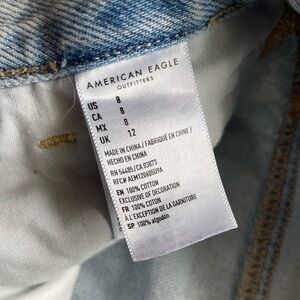 AMERICAN EAGLE
OUTFITTERS
US 8
CA 8
MX 8
UK 12
MADE IN CHINA / FABRIQUÉ EN CHINE /
HECHO EN CHINA
RN 54485 / CA 03873
EN 100% COTTON
EXCLUSIVE OF DECORATION
FR 100% COTON
À L'EXCEPTION DE LA GARNITURE
SP 100% algodón